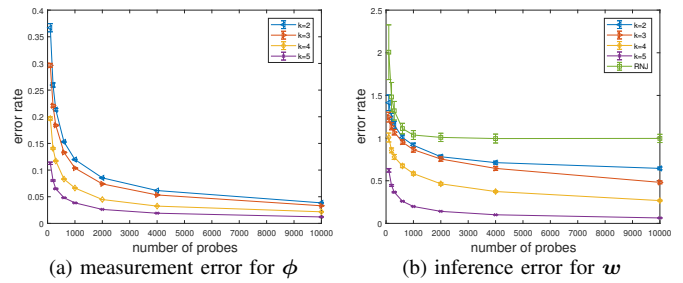 0.4
0.35
0.3
0.25
0.2
0.15
0.1
0.05
0
error rate
k=2
k=3
k=4
k=5
0 1000 2000 3000 4000 5000 6000 7000 8000 9000 10000
number of probes
(a) measurement error for ϕ
2.5
2
1.5
1
0.5
0
error rate
k=2
k=3
k=4
k=5
RNJ
0 1000 2000 3000 4000 5000 6000 7000 8000 9000 10000
number of probes
(b) inference error for w